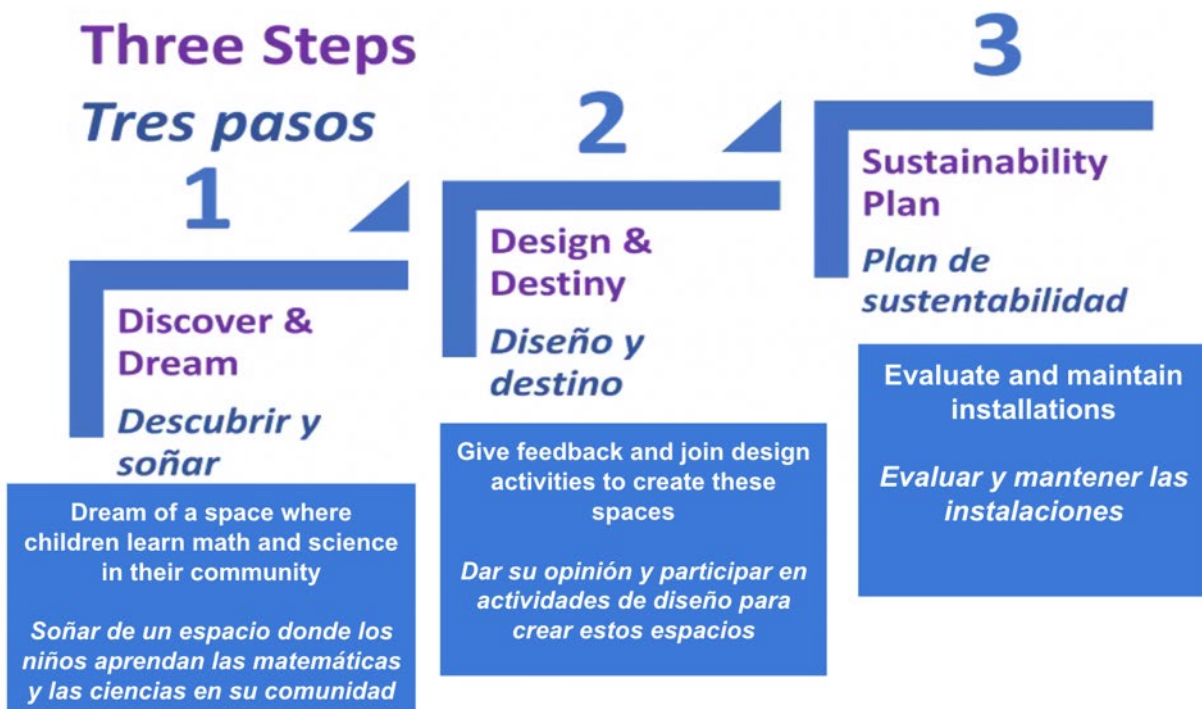 Three Steps
Tres pasos
1
Discover &
Dream
Descubrir y
soñar
Dream of a space where
children learn math and science
in their community
Soñar de un espacio donde los
niños aprendan las matemáticas
y las ciencias en su comunidad
2
Design &
Destiny
Diseño y
destino
Give feedback and join design
activities to create these
spaces
Dar su opinión y participar en
actividades de diseño para
crear estos espacios
3
Sustainability
Plan
Plan de
sustentabilidad
Evaluate and maintain
installations
Evaluar y mantener las
instalaciones